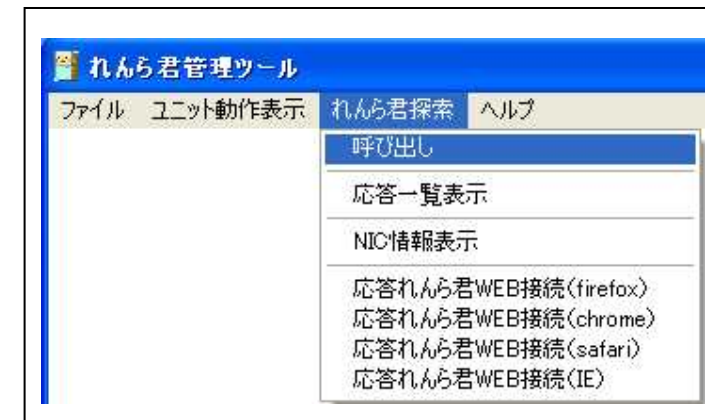 れんら君管理ツール
ファイル ユニット動作表示 れんら君探索 ヘルプ
呼び出し
応答一覧表示
NIC情報表示
応答れんら君WEB接続(firefox)
応答れんら君WEB接続(chrome)
応答れんら君WEB接続(safari)
応答れんら君WEB接続(IE)